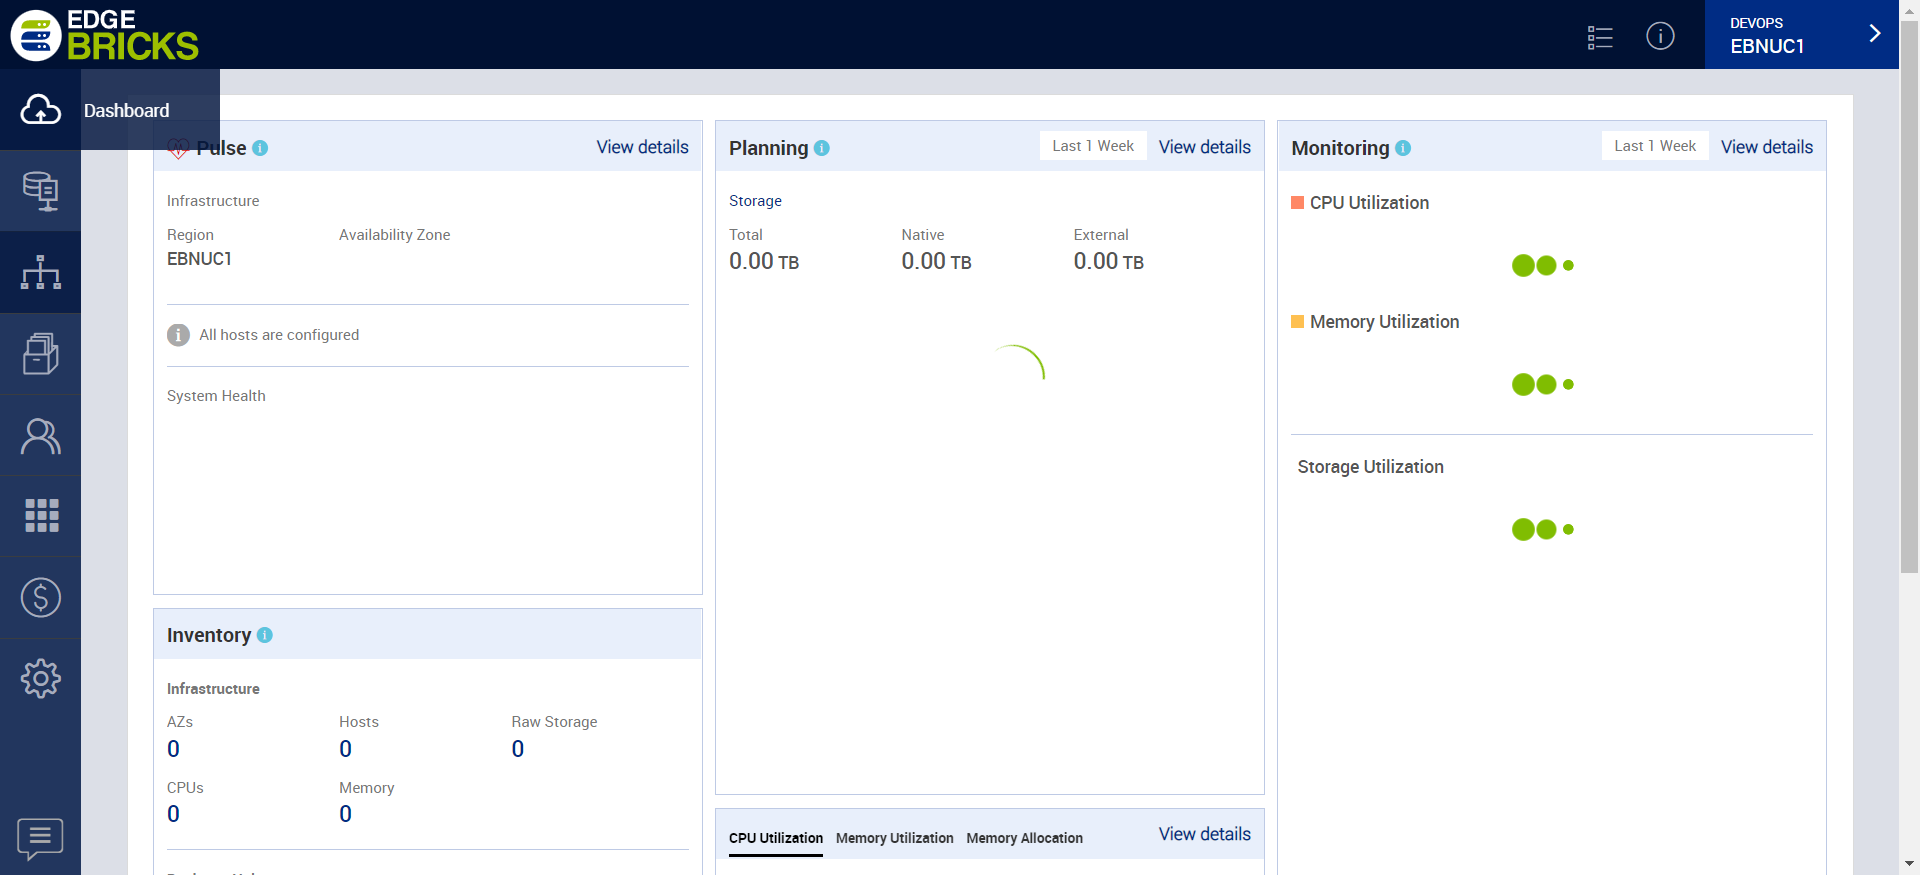 EDGE
BRICKS
DEVOPS
EBNUC1
Dashboard
Pulse
View details
Infrastructure
Region
Availability Zone
EBNUC1
All hosts are configured
System Health
Inventory
Infrastructure
AZs
Hosts
Raw Storage
0
0
0
CPUs
Memory
0
0
Planning
Last 1 Week
View details
Storage
Total
Native
External
0.00 TB
0.00 TB
0.00 TB
CPU Utilization
Memory Utilization
Memory Allocation
View details
Monitoring
Last 1 Week
View details
CPU Utilization
Memory Utilization
Storage Utilization